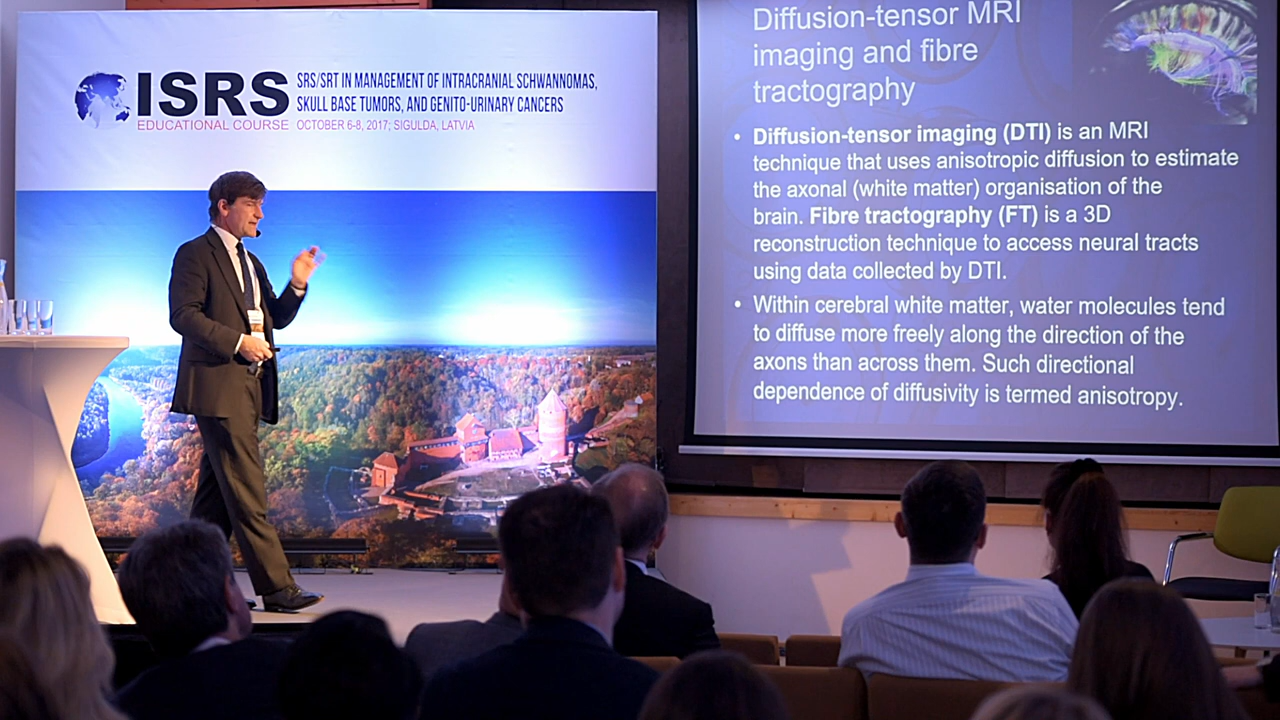 ISRS
EDUCATIONAL COURSE
SRS/SRT IN MANAGEMENT OF INTRACRANIAL SCHWANNOMAS,
SKULL BASE TUMORS, AND GENITO-URINARY CANCERS
OCTOBER 6-8, 2017; SIGULDA, LATVIA
Diffusion-tensor MRI
imaging and fibre
tractography
• Diffusion-tensor imaging (DTI) is an MRI
technique that uses anisotropic diffusion to estimate
the axonal (white matter) organisation of the
brain. Fibre tractography (FT) is a 3D
reconstruction technique to access neural tracts
using data collected by DTI.
• Within cerebral white matter, water molecules tend
to diffuse more freely along the direction of the
axons than across them. Such directional
dependence of diffusivity is termed anisotropy.